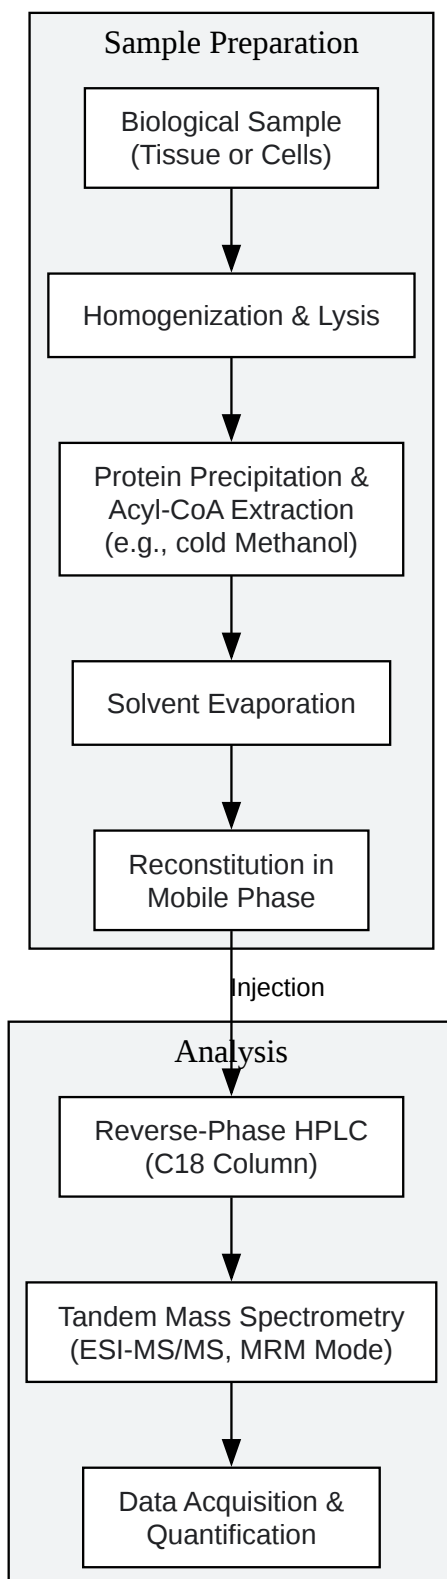 Sample Preparation
Biological Sample
(Tissue or Cells)
Homogenization & Lysis
Protein Precipitation &
Acyl-CoA Extraction
(e.g., cold Methanol)
Solvent Evaporation
Reconstitution in
Mobile Phase
Injection
Analysis
Reverse-Phase HPLC
(C18 Column)
Tandem Mass Spectrometry
(ESI-MS/MS, MRM Mode)
Data Acquisition &
Quantification